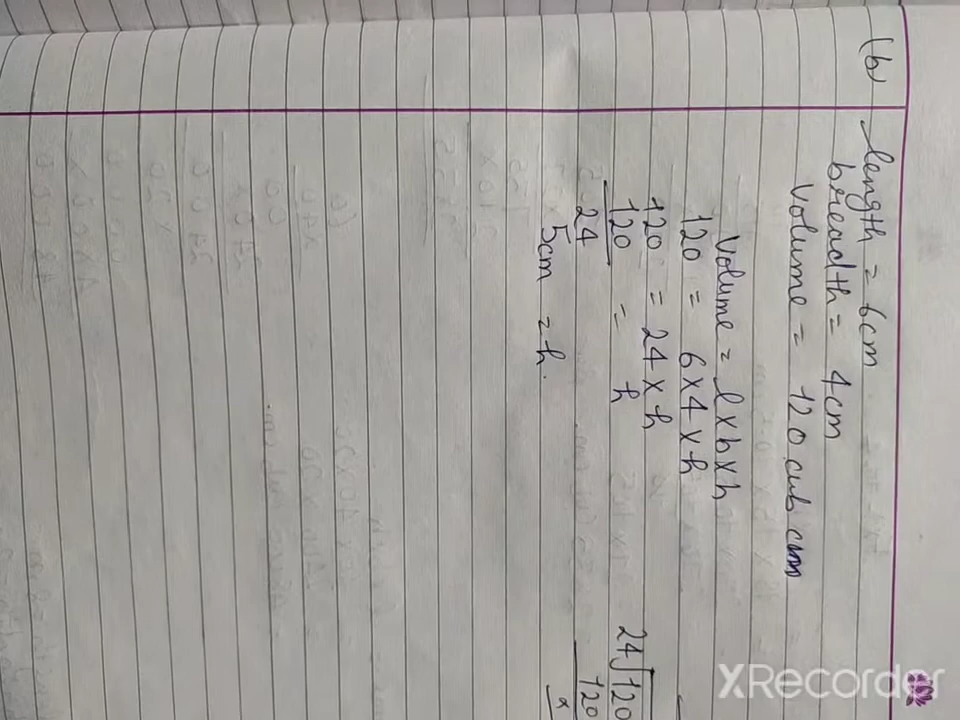 (b) length = 6cm
breadth = 4cm
Volume = 120 cub cm
Volume = l x b x h
120 = 6 x 4 x h
120 = 24 x h
120 = h
24
5cm = h.
24 120
120
x
XRecorder